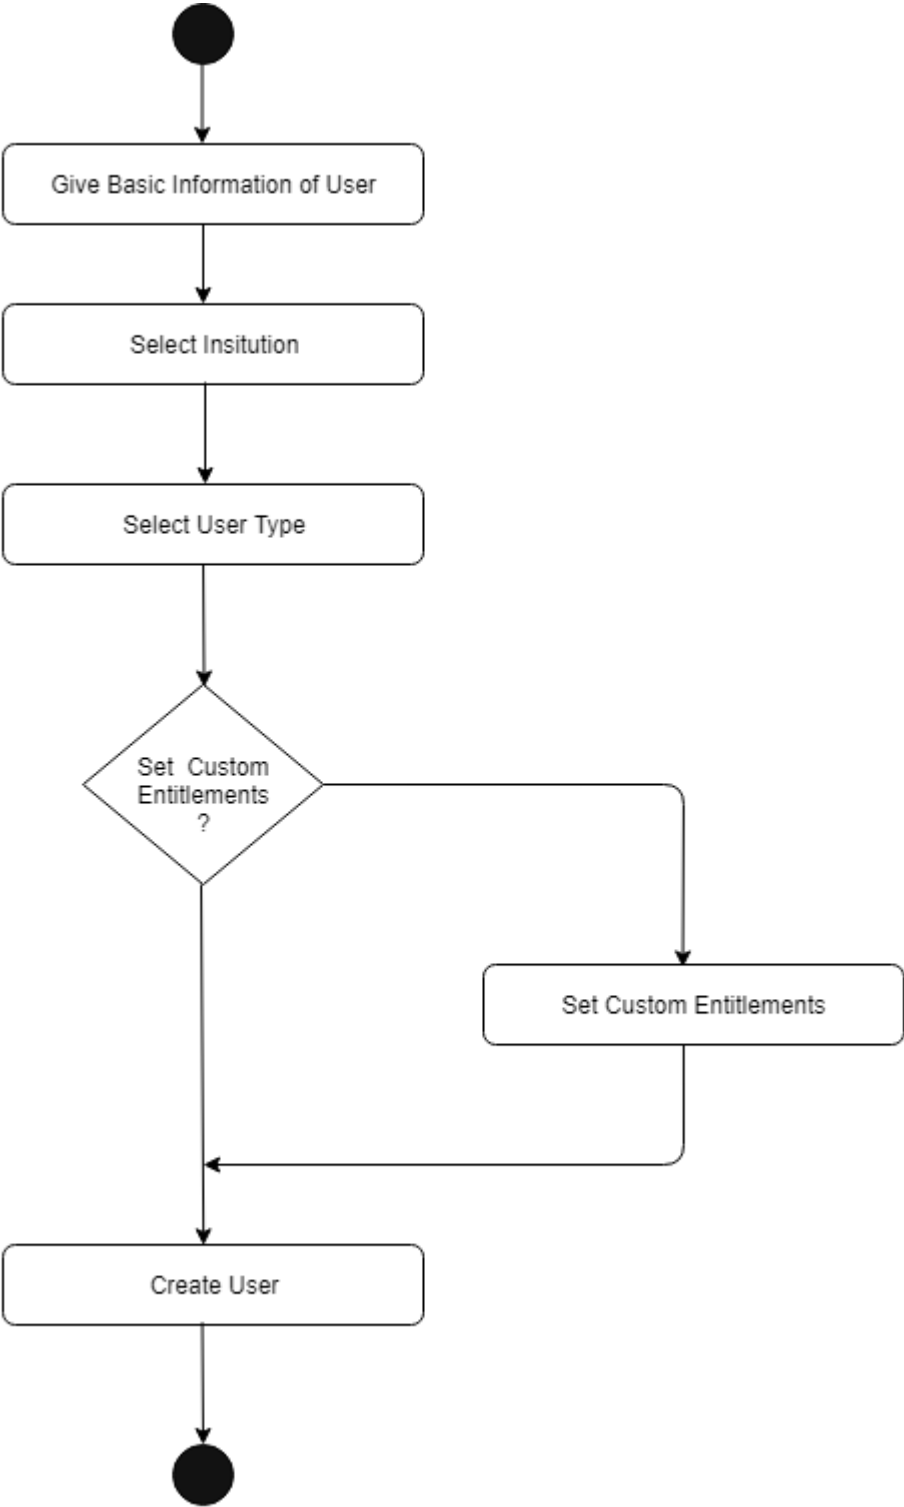 Give Basic Information of User
Select Insitution
Select User Type
Set Custom
Entitlements
?
Set Custom Entitlements
Create User